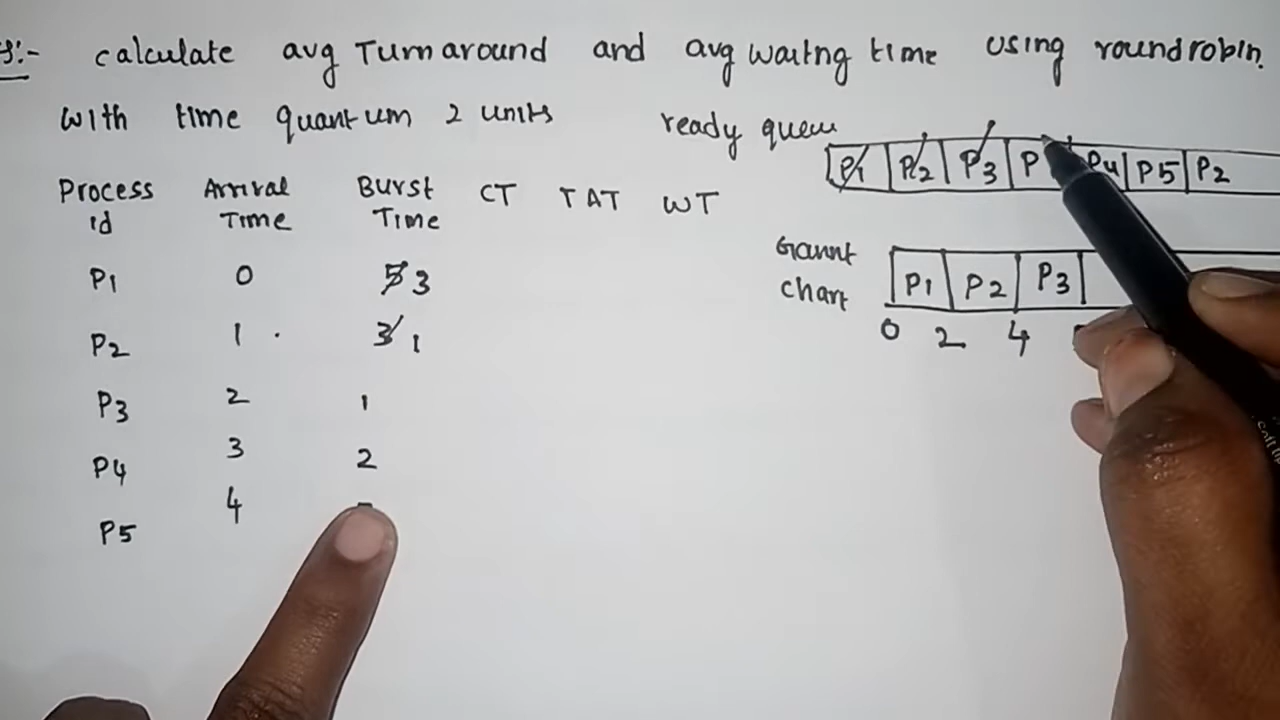 calculate avg Turnaround and avg waitng time using roundrobin.
with time quantum 2 units
ready queu
P1 P2 P3 P P4 P5 P2
Process Id Arrival Time Burst Time CT TAT WT
P1 0 5 3
P2 1 3 1
P3 2 1
P4 3 2
P5 4
Gannt chart
P1 P2 P3
0 2 4